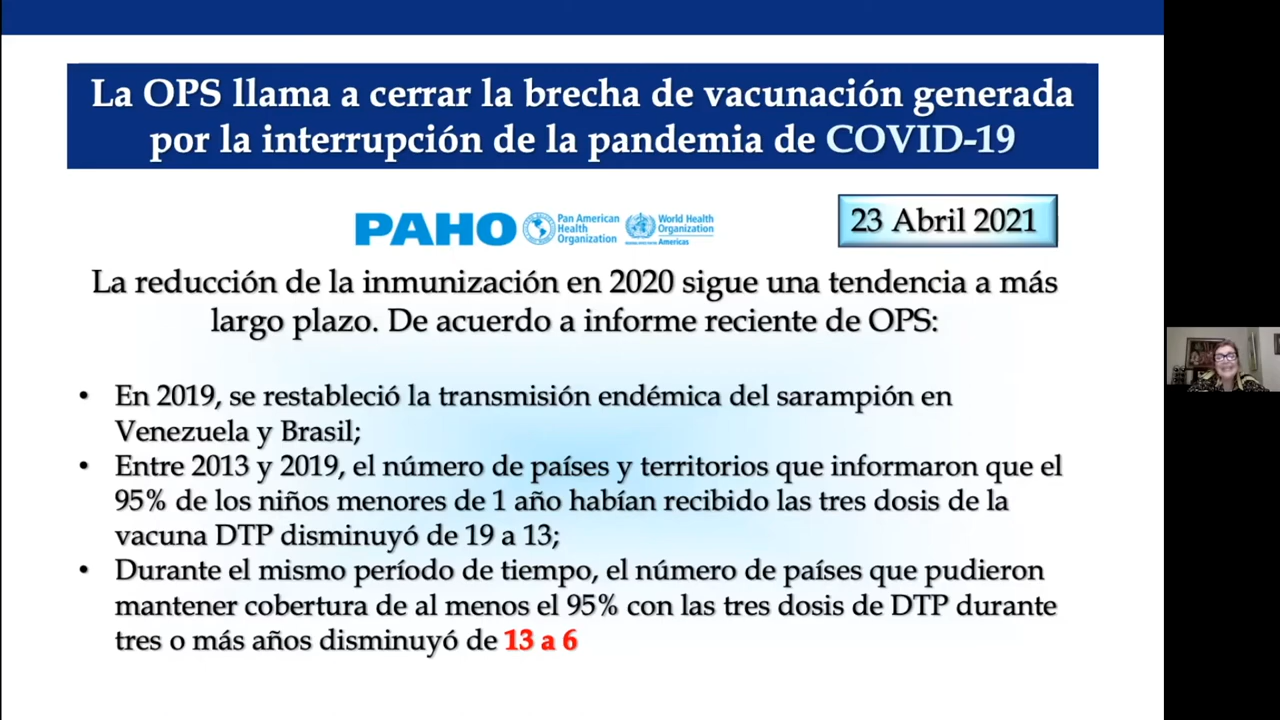 La OPS llama a cerrar la brecha de vacunación generada
por la interrupción de la pandemia de COVID-19
PAHO
Pan American
Health
Organization
World Health
Organization
Americas
23 Abril 2021
La reducción de la inmunización en 2020 sigue una tendencia a más
largo plazo. De acuerdo a informe reciente de OPS:
• En 2019, se restableció la transmisión endémica del sarampión en
Venezuela y Brasil;
• Entre 2013 y 2019, el número de países y territorios que informaron que el
95% de los niños menores de 1 año habían recibido las tres dosis de la
vacuna DTP disminuyó de 19 a 13;
• Durante el mismo período de tiempo, el número de países que pudieron
mantener cobertura de al menos el 95% con las tres dosis de DTP durante
tres o más años disminuyó de 13 a 6